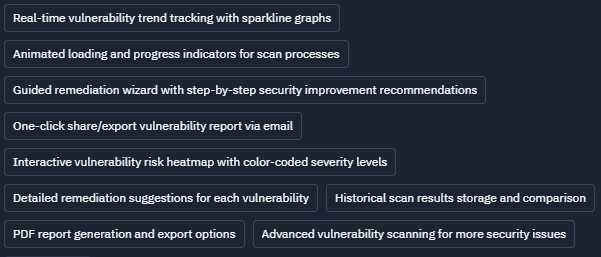 Real-time vulnerability trend tracking with sparkline graphs
Animated loading and progress indicators for scan processes
Guided remediation wizard with step-by-step security improvement recommendations
One-click share/export vulnerability report via email
Interactive vulnerability risk heatmap with color-coded severity levels
Detailed remediation suggestions for each vulnerability
Historical scan results storage and comparison
PDF report generation and export options
Advanced vulnerability scanning for more security issues